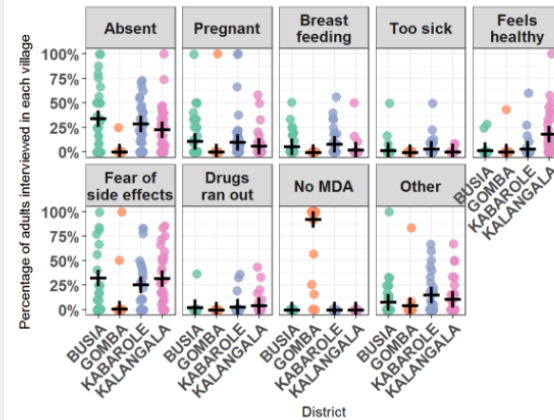 Absent
Pregnant
Breast
feeding
Too sick
Feels
healthy
100%
75%
50%
25%
0%
Fear of
side effects
Drugs
ran out
No MDA
Other
BUSIA
GOMBA
KABAROLE
KALANGALA
100%
75%
50%
25%
0%
BUSIA
GOMBA
KABAROLE
KALANGALA
BUSIA
GOMBA
KABAROLE
KALANGALA
BUSIA
GOMBA
KABAROLE
KALANGALA
BUSIA
GOMBA
KABAROLE
KALANGALA
Percentage of adults interviewed in each village
District